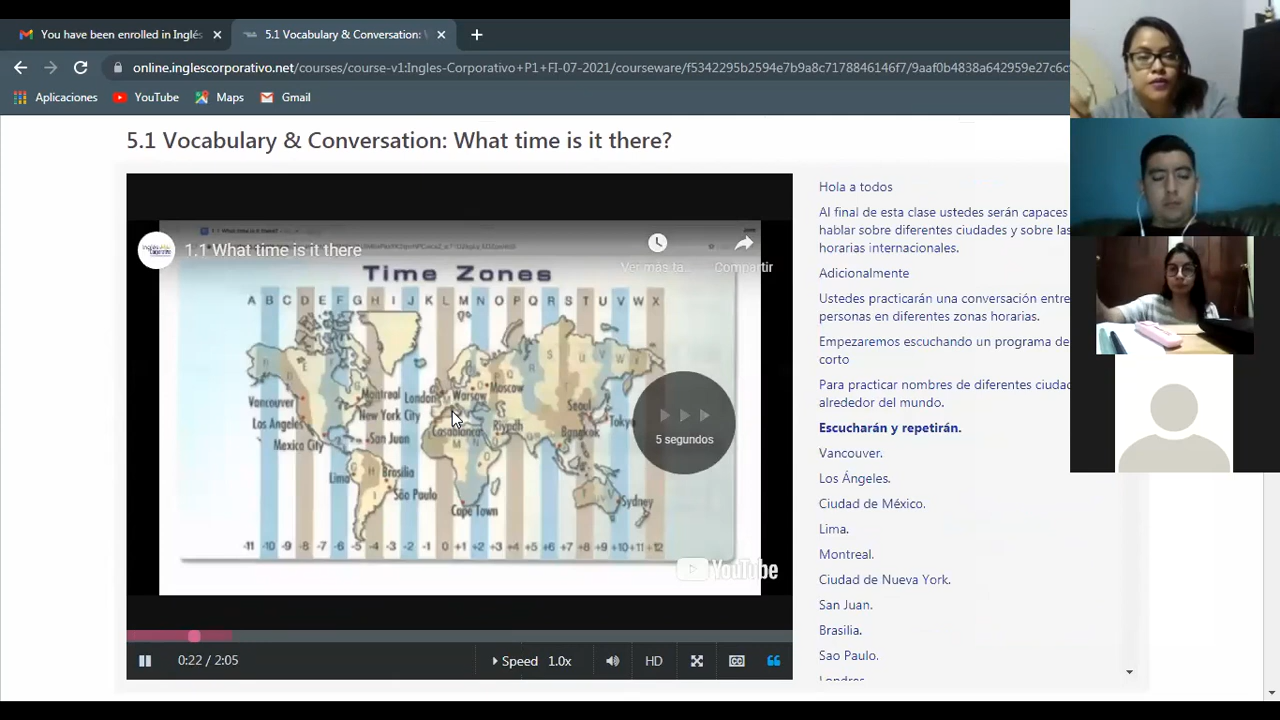 You have been enrolled in Inglés
5.1 Vocabulary & Conversation:
online.inglescorporativo.net/courses/course-v1:Ingles-Corporativo+P1+FI-07-2021/courseware/f5342295b2594e7b9a8c7178846146f7/9aaf0b4838a642959e27c6c
Aplicaciones YouTube Maps Gmail
5.1 Vocabulary & Conversation: What time is it there?
1.1 What time is it there
Ver más ta... Compartir
Time Zones
A B C D E F G H I J K L M N O P Q R S T U V W X
Vancouver
Los Angeles
Mexico City
Montreal
New York City
San Juan
Lima
Brasilia
São Paulo
London
Warsaw
Moscow
Casablanca
Riyadh
Cape Town
Seoul
Tokyo
Bangkok
Sydney
-11 -10 -9 -8 -7 -6 -5 -4 -3 -2 -1 0 +1 +2 +3 +4 +5 +6 +7 +8 +9 +10 +11 +12
5 segundos
YouTube
0:22 / 2:05
Speed 1.0x
HD
Hola a todos
Al final de esta clase ustedes serán capaces
hablar sobre diferentes ciudades y sobre las
horarias internacionales.
Adicionalmente
Ustedes practicarán una conversación entre
personas en diferentes zonas horarias.
Empezaremos escuchando un programa de
corto
Para practicar nombres de diferentes ciudad
alrededor del mundo.
Escucharán y repetirán.
Vancouver.
Los Ángeles.
Ciudad de México.
Lima.
Montreal.
Ciudad de Nueva York.
San Juan.
Brasilia.
Sao Paulo.
Londres